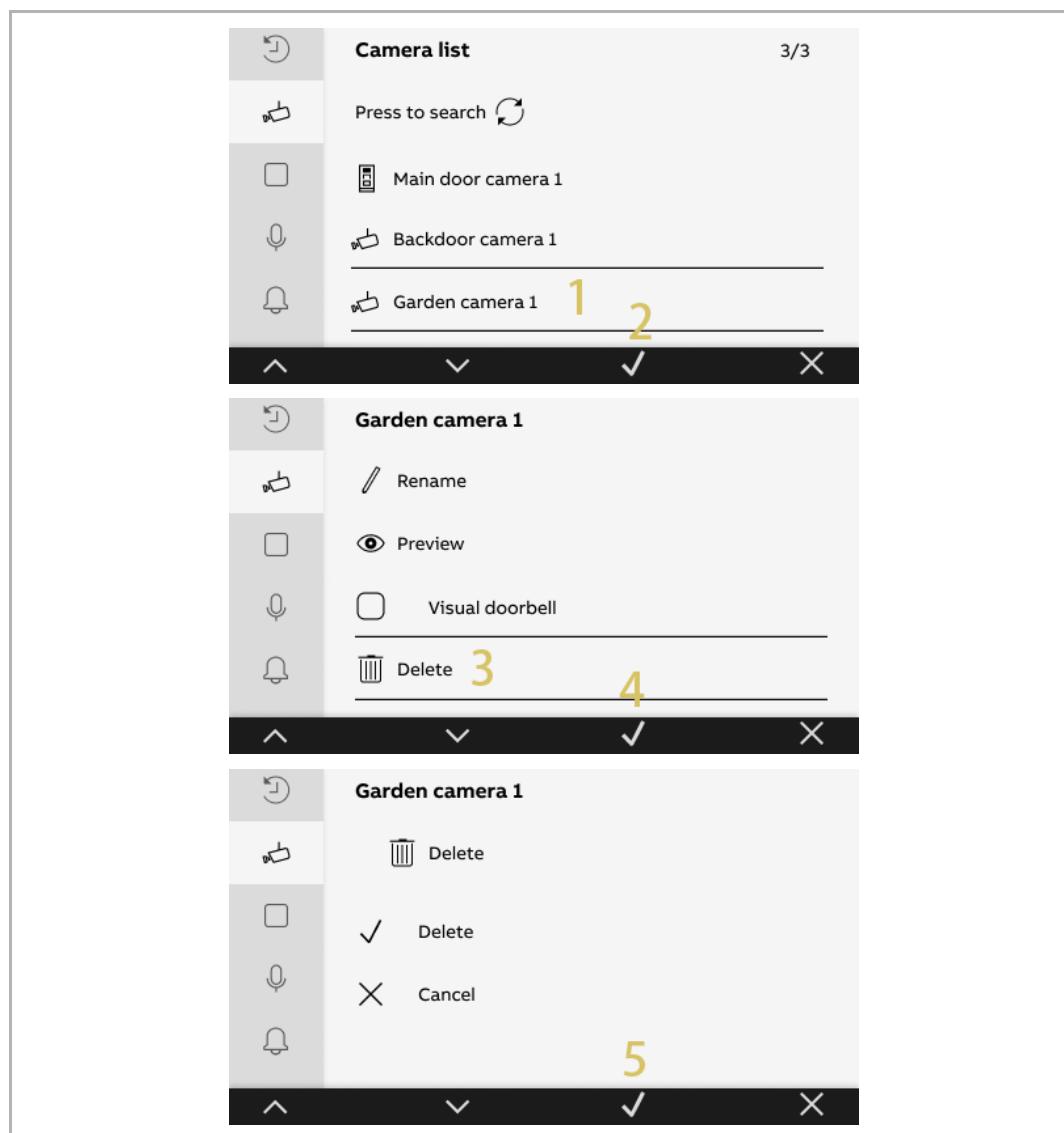 Camera list 3/3
Press to search
Main door camera 1
Backdoor camera 1
Garden camera 1 1
2
Garden camera 1
Rename
Preview
Visual doorbell
Delete 3
4
Garden camera 1
Delete
Delete
Cancel
5